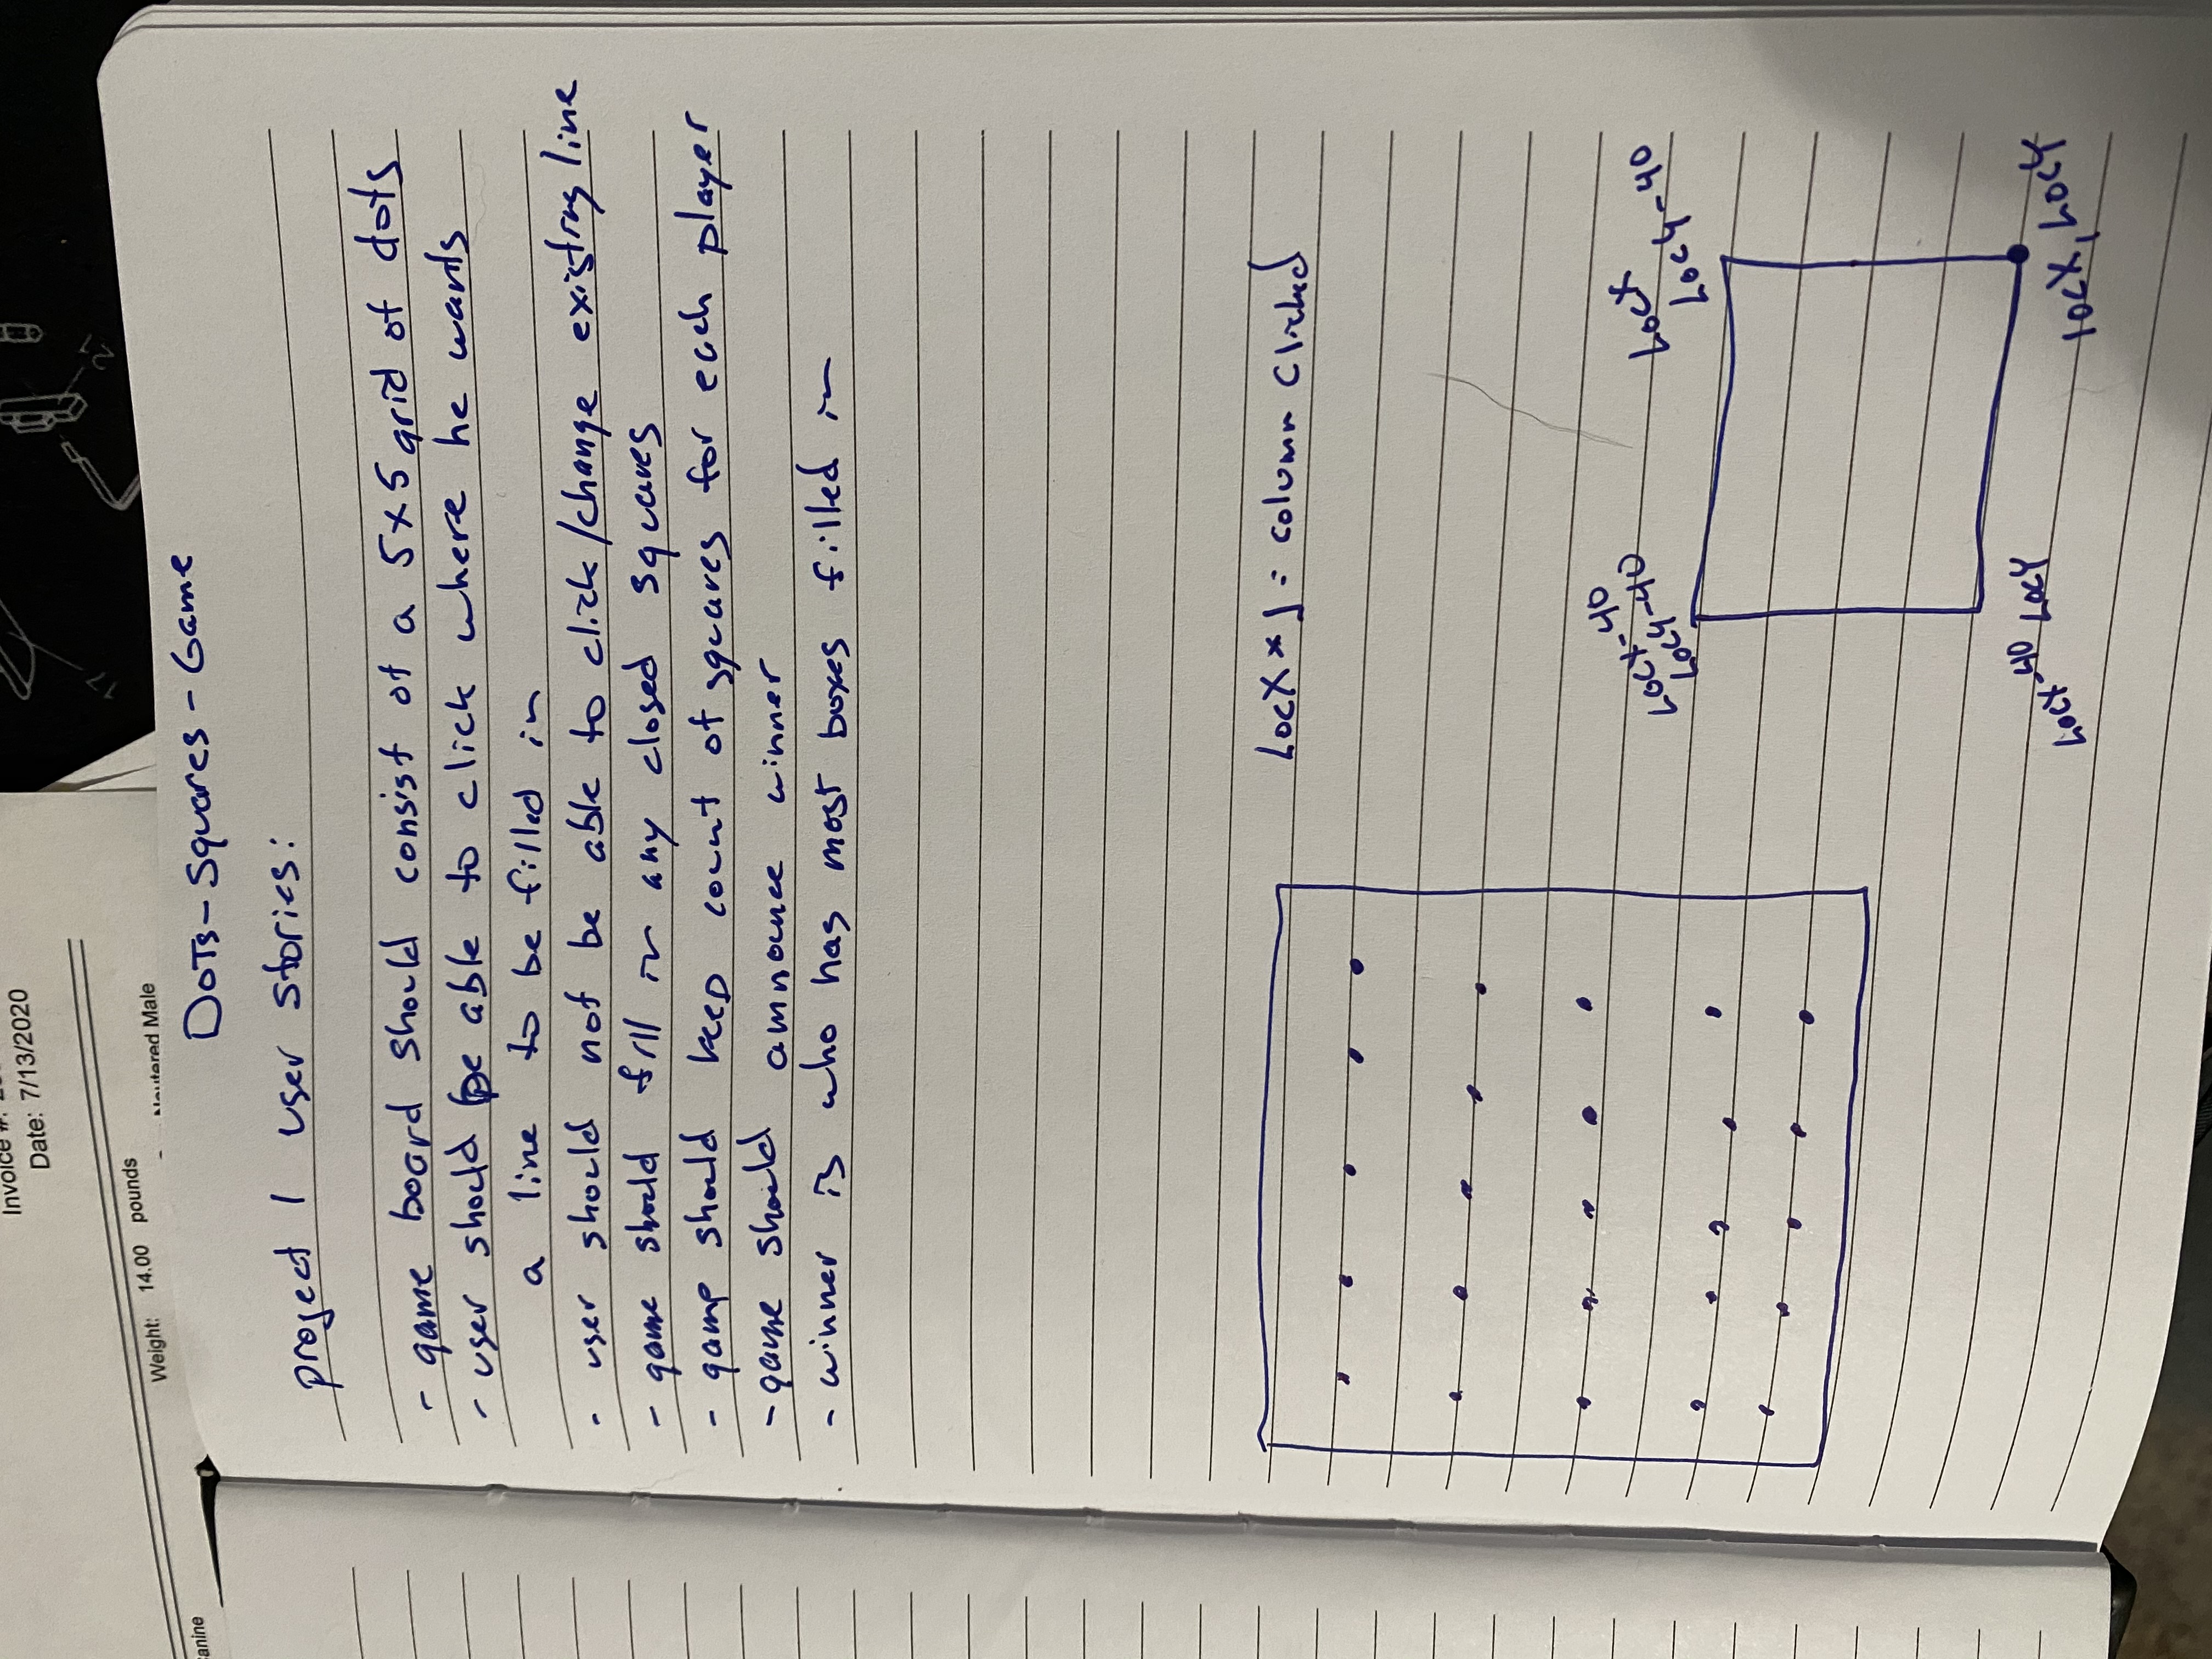 Invoice #:
Date: 7/13/2020
Weight: 14.00 pounds
Neutered Male
anine
17
21
DOTS - Squares - Game
project 1 user stories:
- game board should consist of a 5x5 grid of dots
- user should be able to click where he wants
a line to be filled in
- user should not be able to click/change existing line
- game should fill in any closed squares
- game should keep count of squares for each player
- game should amnounce winner
- winner is who has most boxes filled in
LocX * J = column clicked
LocX-40
LocY-40
LocX
LocY-40
LocX-40 LocY
locX, LocY